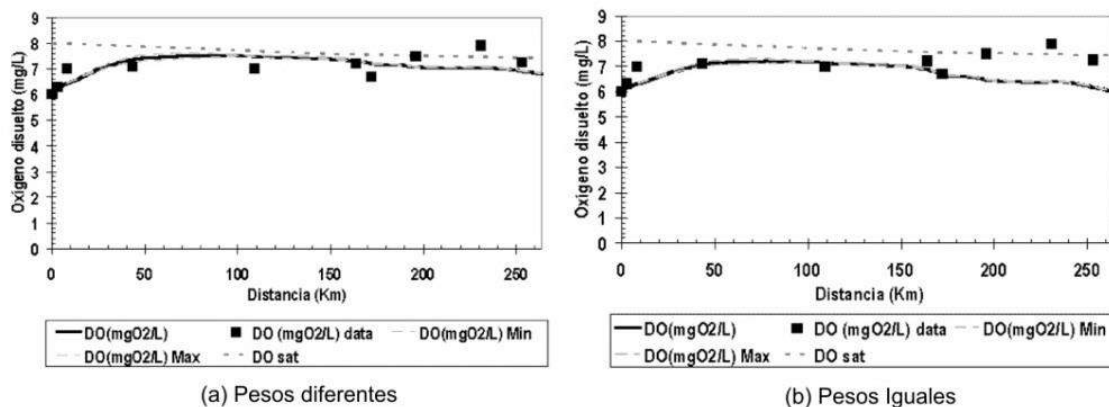 9
8
7
6
5
4
3
2
1
0
Oxígeno disuelto (mg/L)
0 50 100 150 200 250
Distancia (Km)
DO(mgO2/L) DO (mgO2/L) data DO(mgO2/L) Min
DO(mgO2/L) Max DO sat
(a) Pesos diferentes
9
8
7
6
5
4
3
2
1
0
Oxígeno disuelto (mg/L)
0 50 100 150 200 250
Distancia (Km)
DO(mgO2/L) DO (mgO2/L) data DO(mgO2/L) Min
DO(mgO2/L) Max DO sat
(b) Pesos Iguales